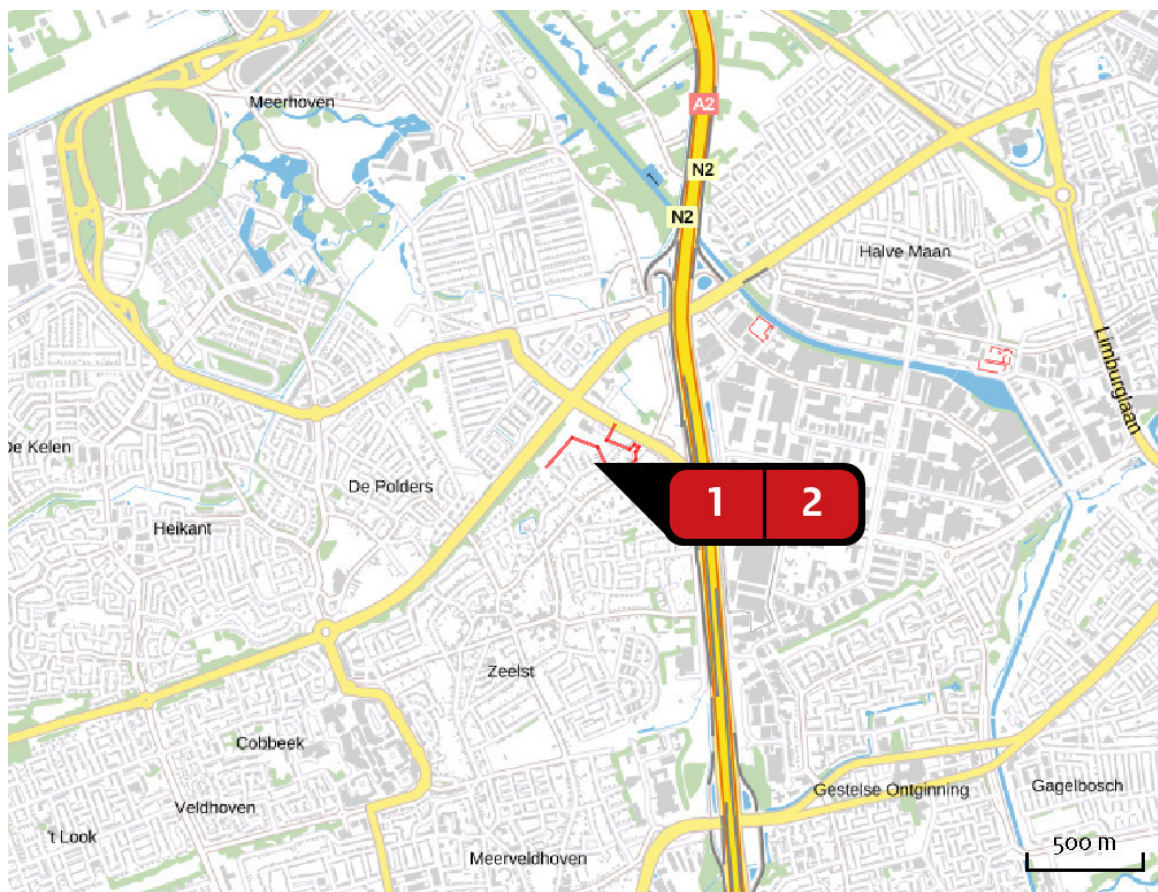 Meerhoven
A2
N2
N2
Halve Maan
Limburglaan
De Kelen
De Polders
1 2
Heikant
Zeelst
Cobbeek
Gestelse Ontginning
Gagelbosch
Veldhoven
't Look
500 m
Meerveldhoven